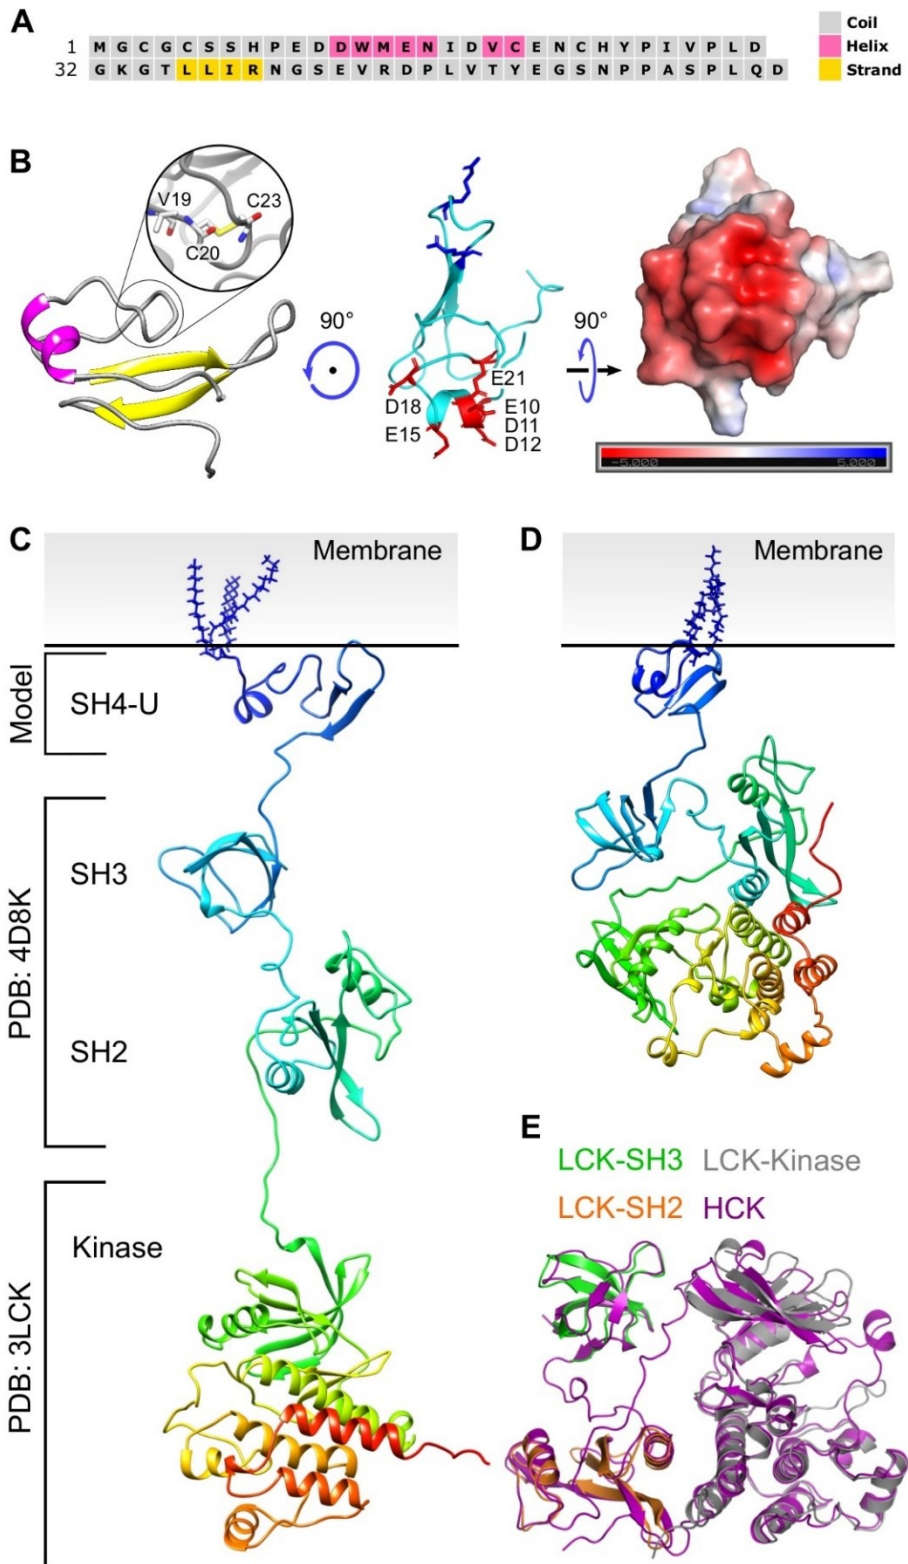 A
1 M G C G C S S H P E D D W M E N I D V C E N C H Y P I V P L D
32 G K G T L L I R N G S E V R D P L V T Y E G S N P P A S P L Q D
Coil
Helix
Strand
B
V19
C23
C20
90°
E21
D18
E10
E15
D11
D12
90°
-5.000 5.000
C
Membrane
Model
SH4-U
PDB: 4D8K
SH3
SH2
PDB: 3LCK
Kinase
D
Membrane
E
LCK-SH3 LCK-Kinase
LCK-SH2 HCK